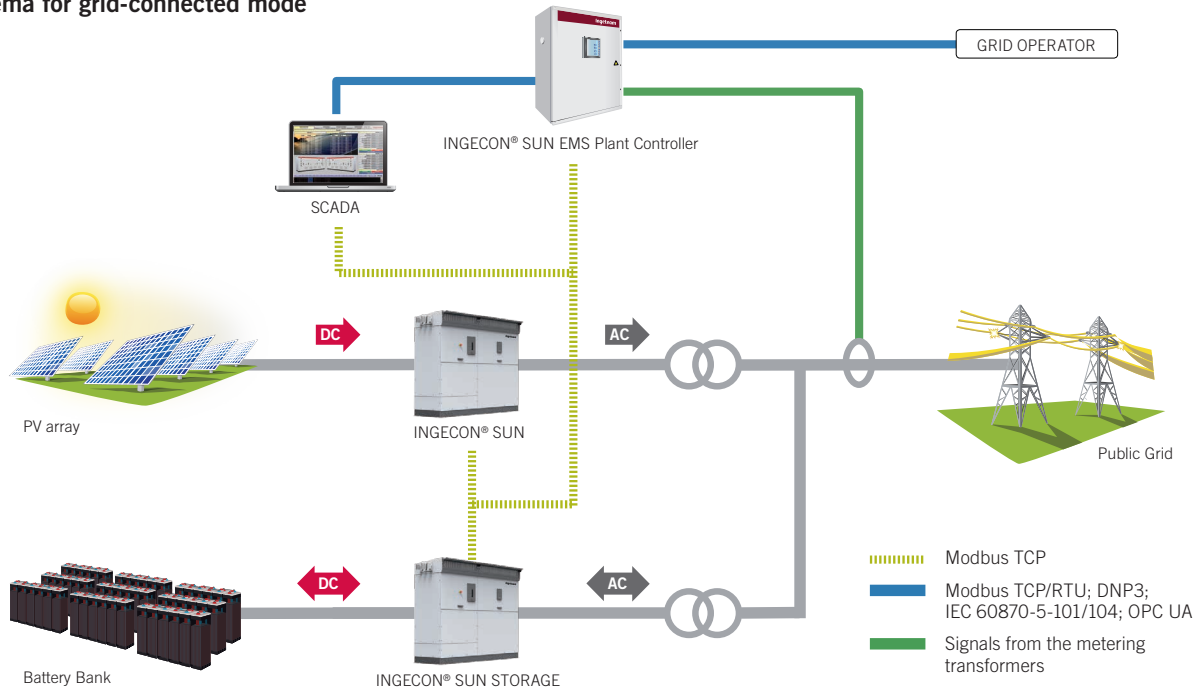 ema for grid-connected mode
Ingeteam
GRID OPERATOR
INGECON® SUN EMS Plant Controller
SCADA
DC
AC
PV array
INGECON® SUN
Public Grid
DC
AC
Battery Bank
INGECON® SUN STORAGE
Modbus TCP
Modbus TCP/RTU; DNP3;
IEC 60870-5-101/104; OPC UA
Signals from the metering
transformers